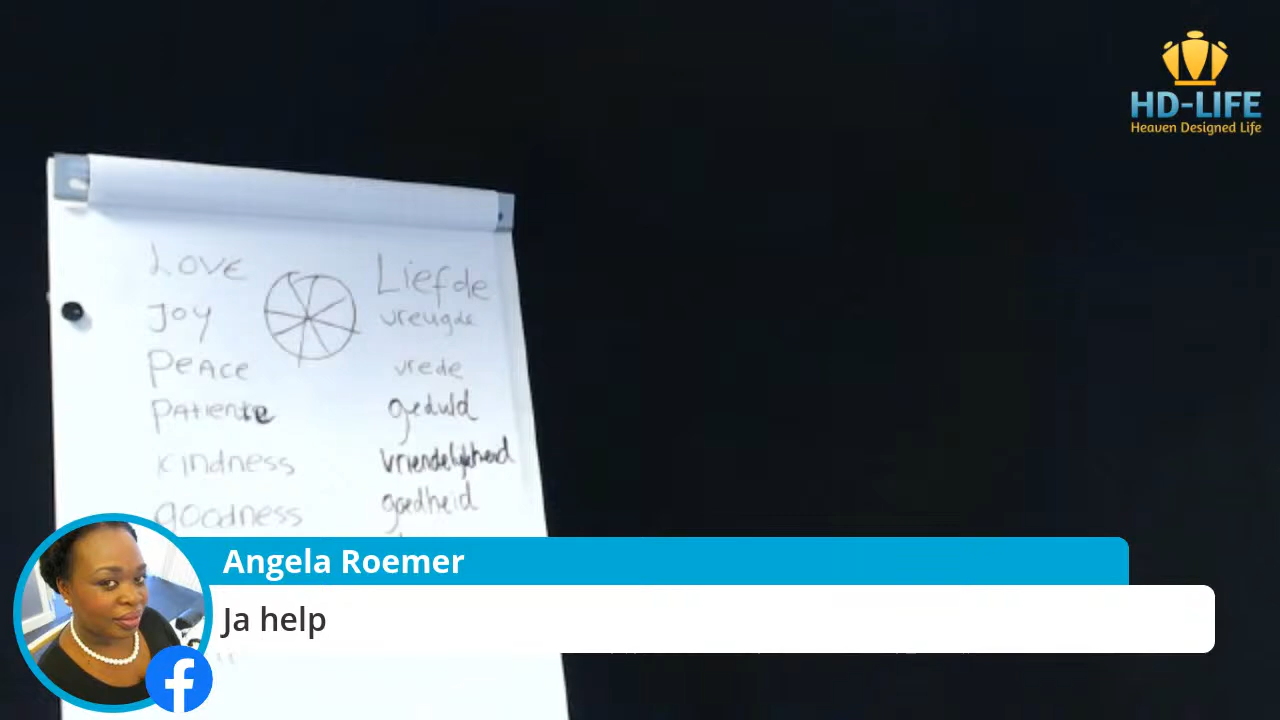 HD-LIFE
Heaven Designed Life
LOVE Liefde
JOY vreugde
PEACE vrede
PATIENTE geduld
KINDNESS vriendelijkheid
goodness goedheid
Angela Roemer
Ja help